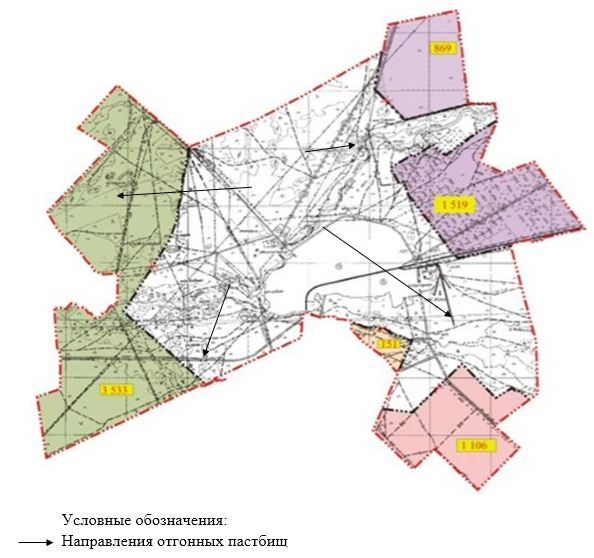 869
1 519
151
3 533
1 106
Условные обозначения:
Направления отгонных пастбищ